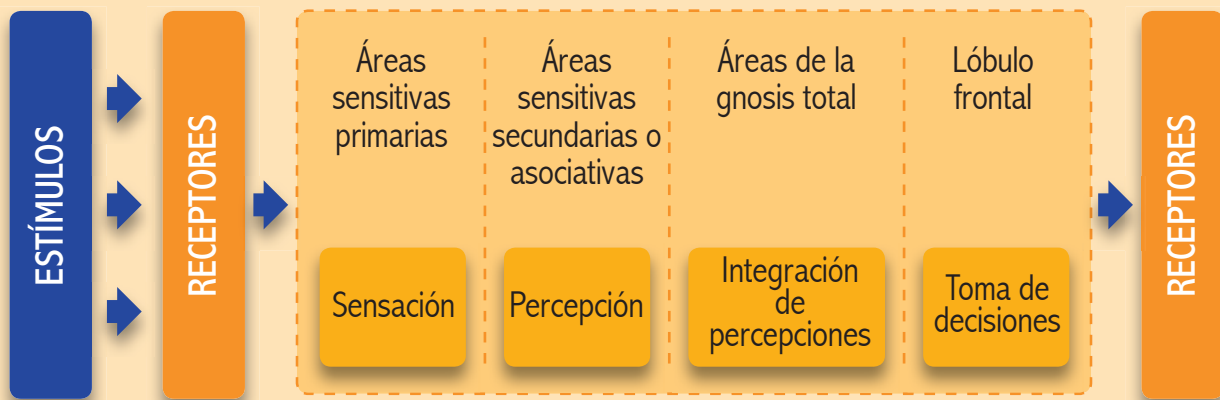 ESTÍMULOS
RECEPTORES
Áreas
sensitivas
primarias
Sensación
Áreas
sensitivas
secundarias o
asociativas
Percepción
Áreas de la
gnosis total
Integración
de
percepciones
Lóbulo
frontal
Toma de
decisiones
RECEPTORES